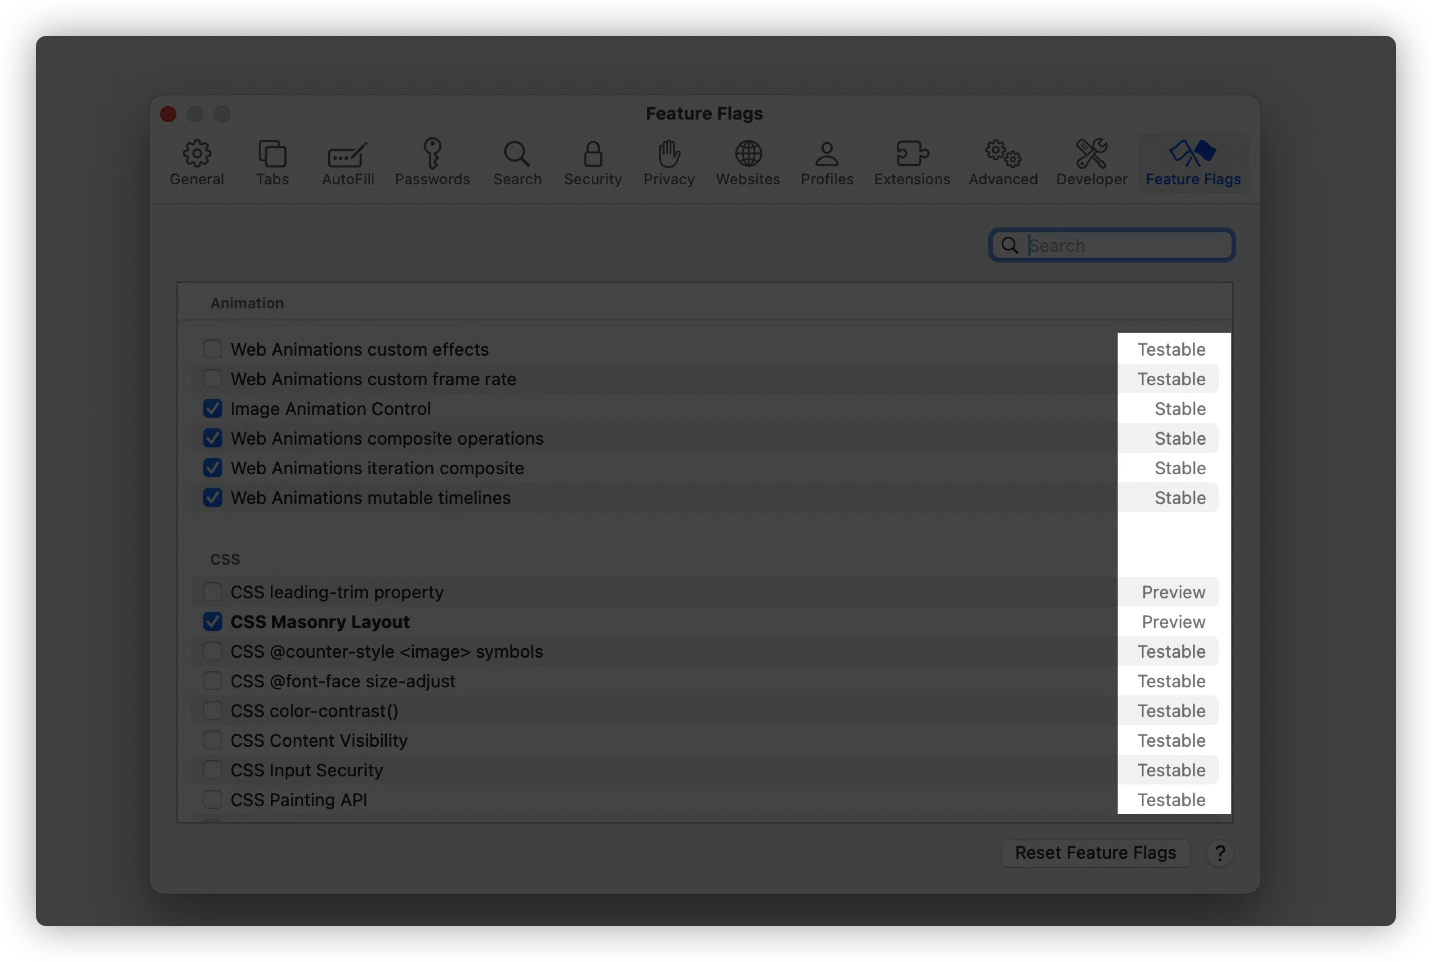 Feature Flags
General Tabs AutoFill Passwords Search Security Privacy Websites Profiles Extensions Advanced Developer Feature Flags
Search
Animation
Web Animations custom effects Testable
Web Animations custom frame rate Testable
Image Animation Control Stable
Web Animations composite operations Stable
Web Animations iteration composite Stable
Web Animations mutable timelines Stable
CSS
CSS leading-trim property Preview
CSS Masonry Layout Preview
CSS @counter-style <image> symbols Testable
CSS @font-face size-adjust Testable
CSS color-contrast() Testable
CSS Content Visibility Testable
CSS Input Security Testable
CSS Painting API Testable
Reset Feature Flags ?